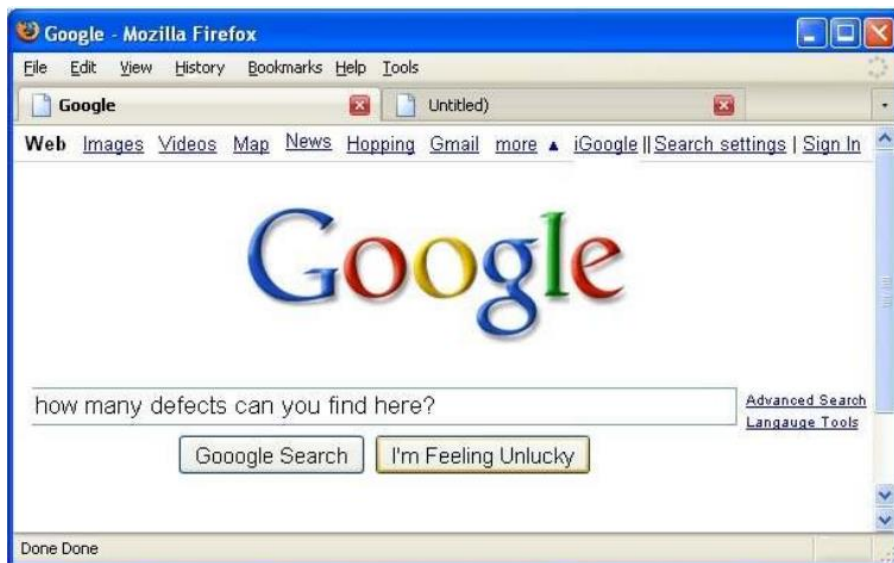 Google - Mozilla Firefox
File Edit View History Bookmarks Help Tools
Google Untitled)
Web Images Videos Map News Hopping Gmail more ▲ iGoogle || Search settings | Sign In
Google
how many defects can you find here?
Advanced Search
Langauge Tools
Gooogle Search I'm Feeling Unlucky
Done Done